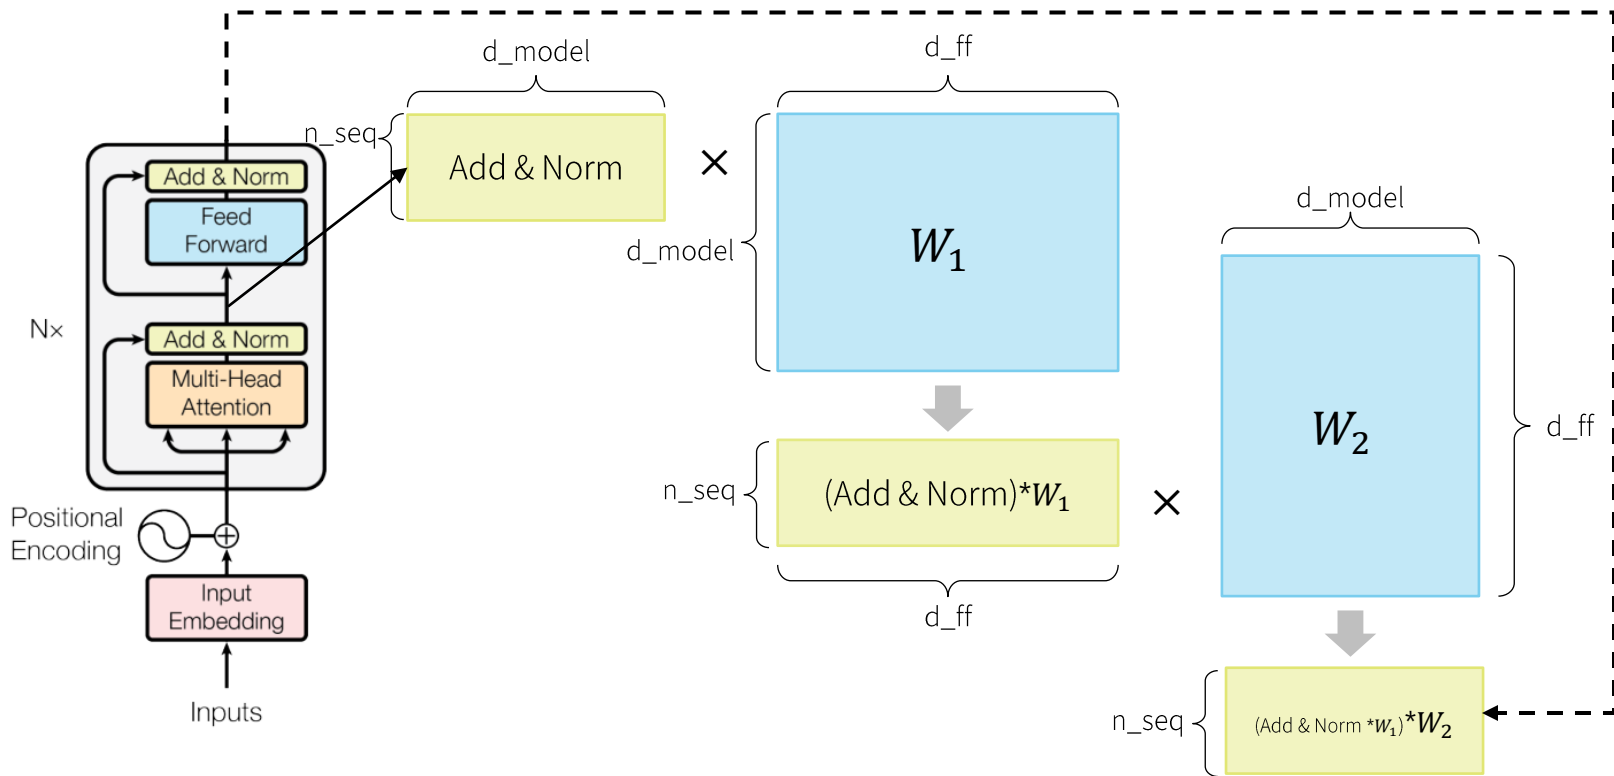 Add & Norm
Feed
Forward
Nx
Add & Norm
Multi-Head
Attention
Positional
Encoding
Input
Embedding
Inputs
d_model
n_seq
Add & Norm
×
d_ff
d_model
W₁
n_seq
(Add & Norm)*W₁
d_ff
×
d_model
W₂
d_ff
n_seq
(Add & Norm *W₁)*W₂